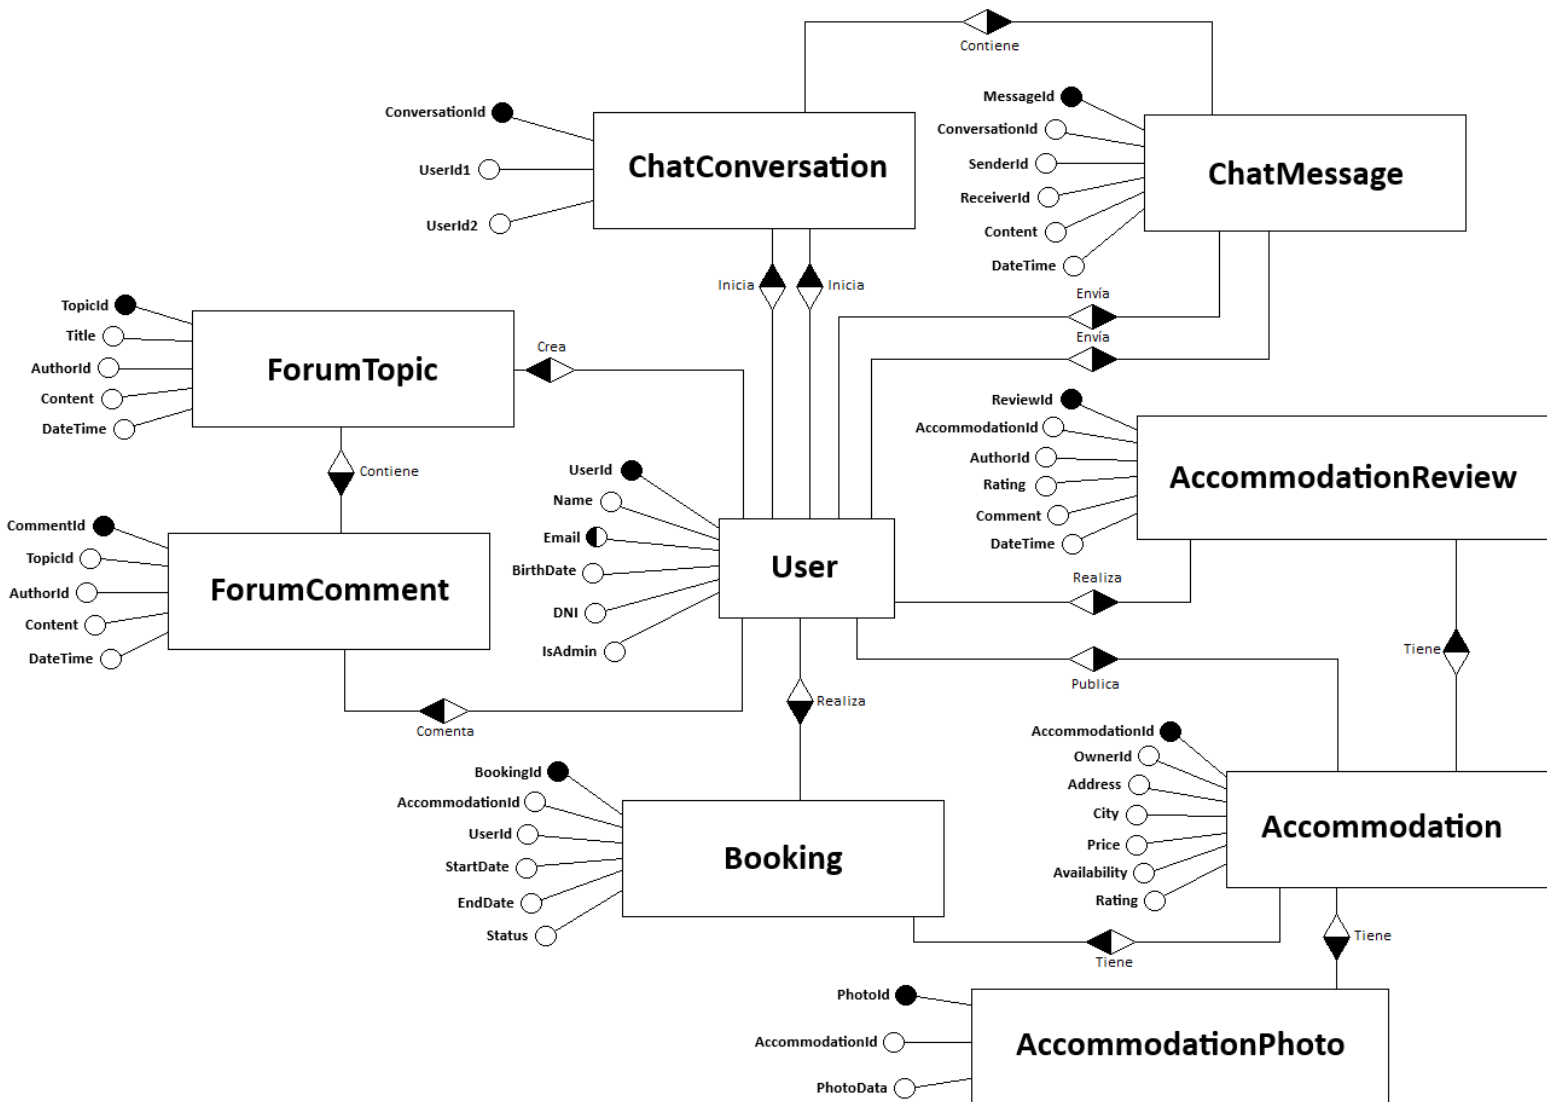 Contiene
ConversationId
UserId1
UserId2
ChatConversation
MessageId
ConversationId
SenderId
ReceiverId
Content
DateTime
ChatMessage
Inicia
Inicia
Envía
Envía
TopicId
Title
AuthorId
Content
DateTime
ForumTopic
Crea
Contiene
ReviewId
AccommodationId
AuthorId
Rating
Comment
DateTime
AccommodationReview
UserId
Name
Email
BirthDate
DNI
IsAdmin
User
CommentId
TopicId
AuthorId
Content
DateTime
ForumComment
Realiza
Tiene
Publica
Realiza
Comenta
AccommodationId
OwnerId
Address
City
Price
Availability
Rating
Accommodation
BookingId
AccommodationId
UserId
StartDate
EndDate
Status
Booking
Tiene
Tiene
PhotoId
AccommodationId
PhotoData
AccommodationPhoto